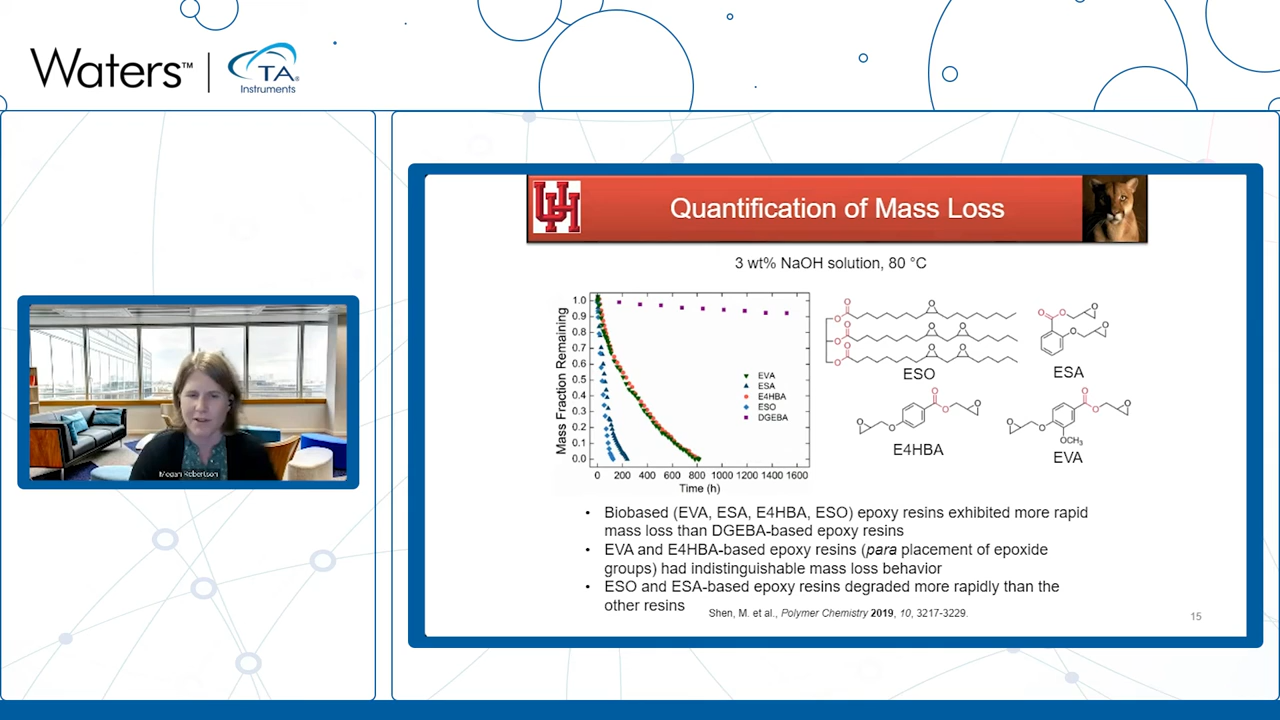 Waters™
TA®
Instruments
Megan Robertson
UH
Quantification of Mass Loss
3 wt% NaOH solution, 80 °C
Mass Fraction Remaining
1.0
0.9
0.8
0.7
0.6
0.5
0.4
0.3
0.2
0.1
0.0
EVA
ESA
E4HBA
ESO
DGEBA
0 200 400 600 800 1000 1200 1400 1600
Time (h)
O
O
O
O
O
O
O
O
O
O
O
ESO
O
O
O
O
O
ESA
O
O
O
O
O
E4HBA
O
O
O
O
O
OCH3
EVA
• Biobased (EVA, ESA, E4HBA, ESO) epoxy resins exhibited more rapid
mass loss than DGEBA-based epoxy resins
• EVA and E4HBA-based epoxy resins (para placement of epoxide
groups) had indistinguishable mass loss behavior
• ESO and ESA-based epoxy resins degraded more rapidly than the
other resins
Shen, M. et al., Polymer Chemistry 2019, 10, 3217-3229.
15